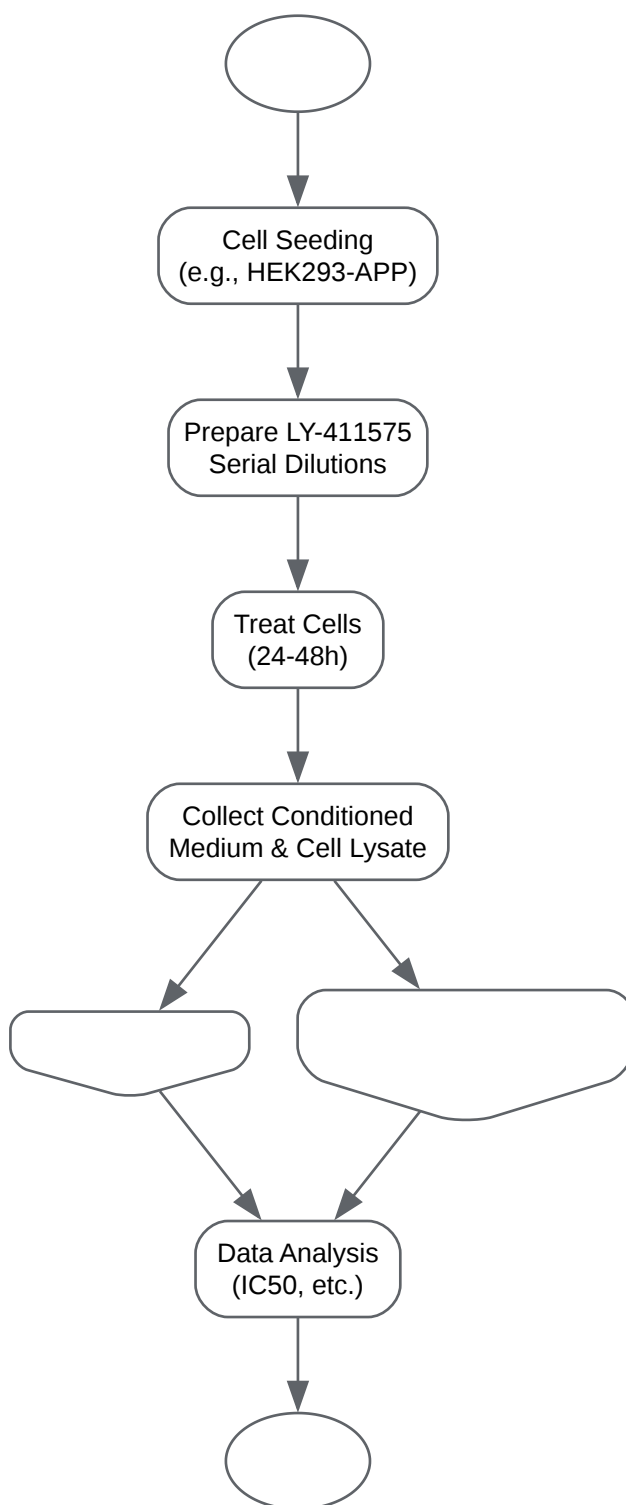 Cell Seeding
(e.g., HEK293-APP)
Prepare LY-411575
Serial Dilutions
Treat Cells
(24-48h)
Collect Conditioned
Medium & Cell Lysate
Data Analysis
(IC50, etc.)